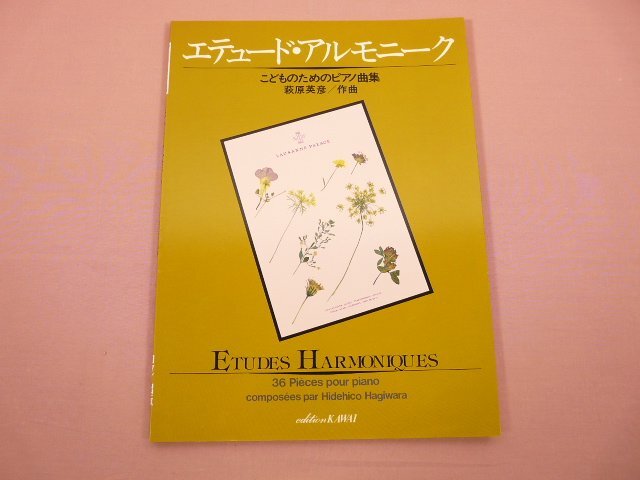 エテュード・アルモニーク
こどものためのピアノ曲集
萩原英彦／作曲
LAUSANNE PALACE
ETUDES HARMONIQUES
36 Pièces pour piano
composées par Hidehico Hagiwara
edition KAWAI